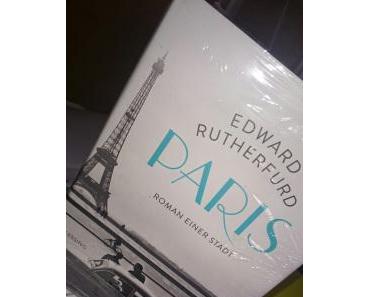 EDWARD
RUTHERFURD
PARIS
ROMAN EINER STADT